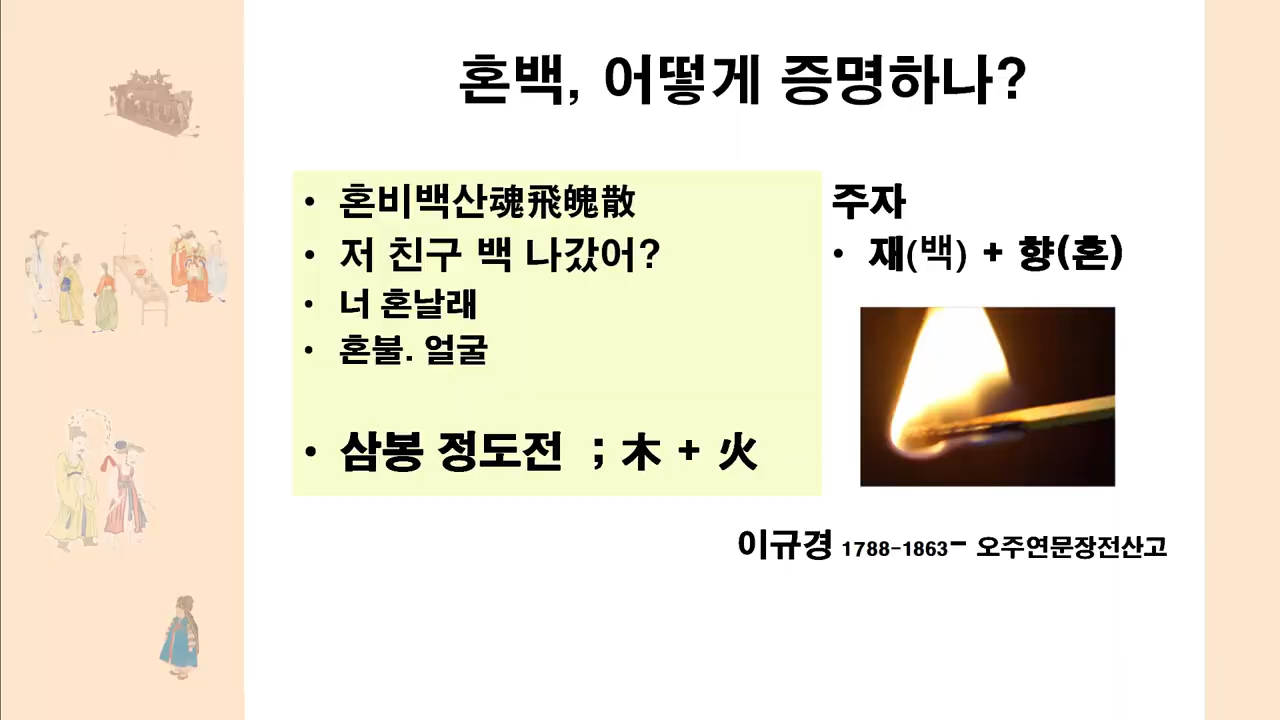 혼백, 어떻게 증명하나?
• 혼비백산魂飛魄散
• 저 친구 백 나갔어?
• 너 혼날래
• 혼불. 얼굴
• 삼봉 정도전 ; 木 + 火
주자
• 재(백) + 향(혼)
이규경 1788-1863- 오주연문장전산고